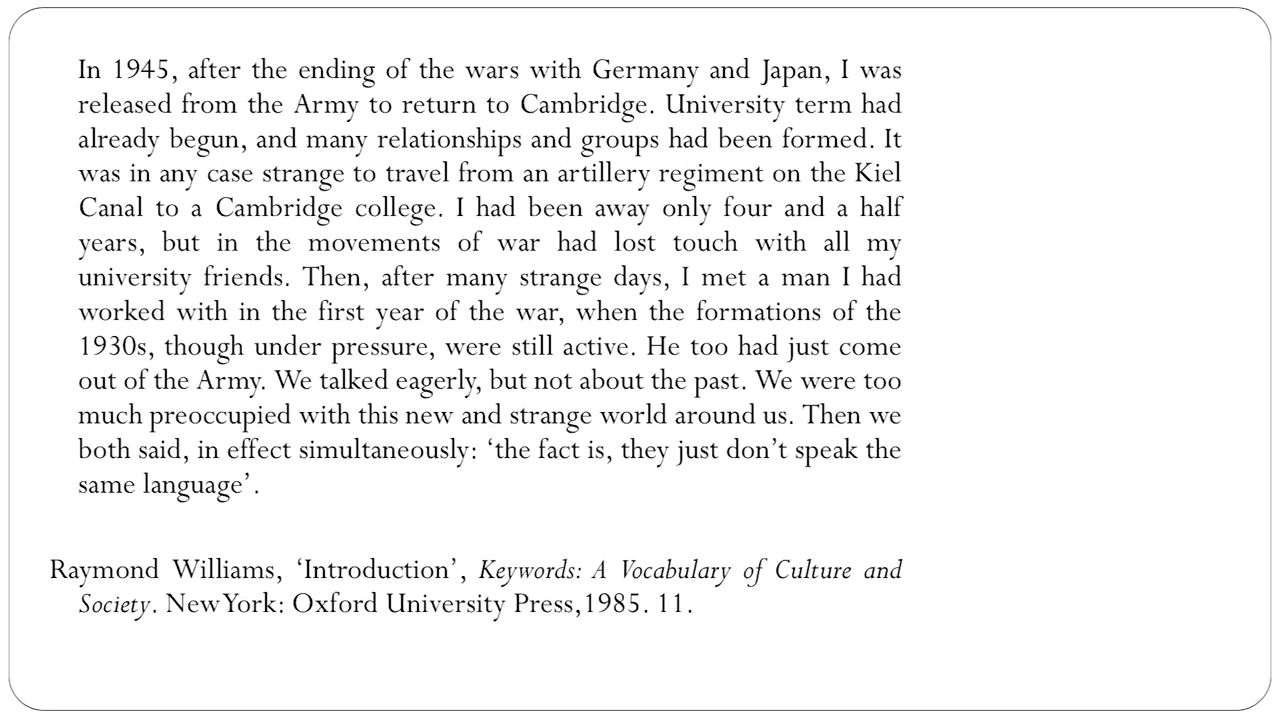 In 1945, after the ending of the wars with Germany and Japan, I was
released from the Army to return to Cambridge. University term had
already begun, and many relationships and groups had been formed. It
was in any case strange to travel from an artillery regiment on the Kiel
Canal to a Cambridge college. I had been away only four and a half
years, but in the movements of war had lost touch with all my
university friends. Then, after many strange days, I met a man I had
worked with in the first year of the war, when the formations of the
1930s, though under pressure, were still active. He too had just come
out of the Army. We talked eagerly, but not about the past. We were too
much preoccupied with this new and strange world around us. Then we
both said, in effect simultaneously: ‘the fact is, they just don’t speak the
same language’.
Raymond Williams, ‘Introduction’, Keywords: A Vocabulary of Culture and
Society. New York: Oxford University Press,1985. 11.